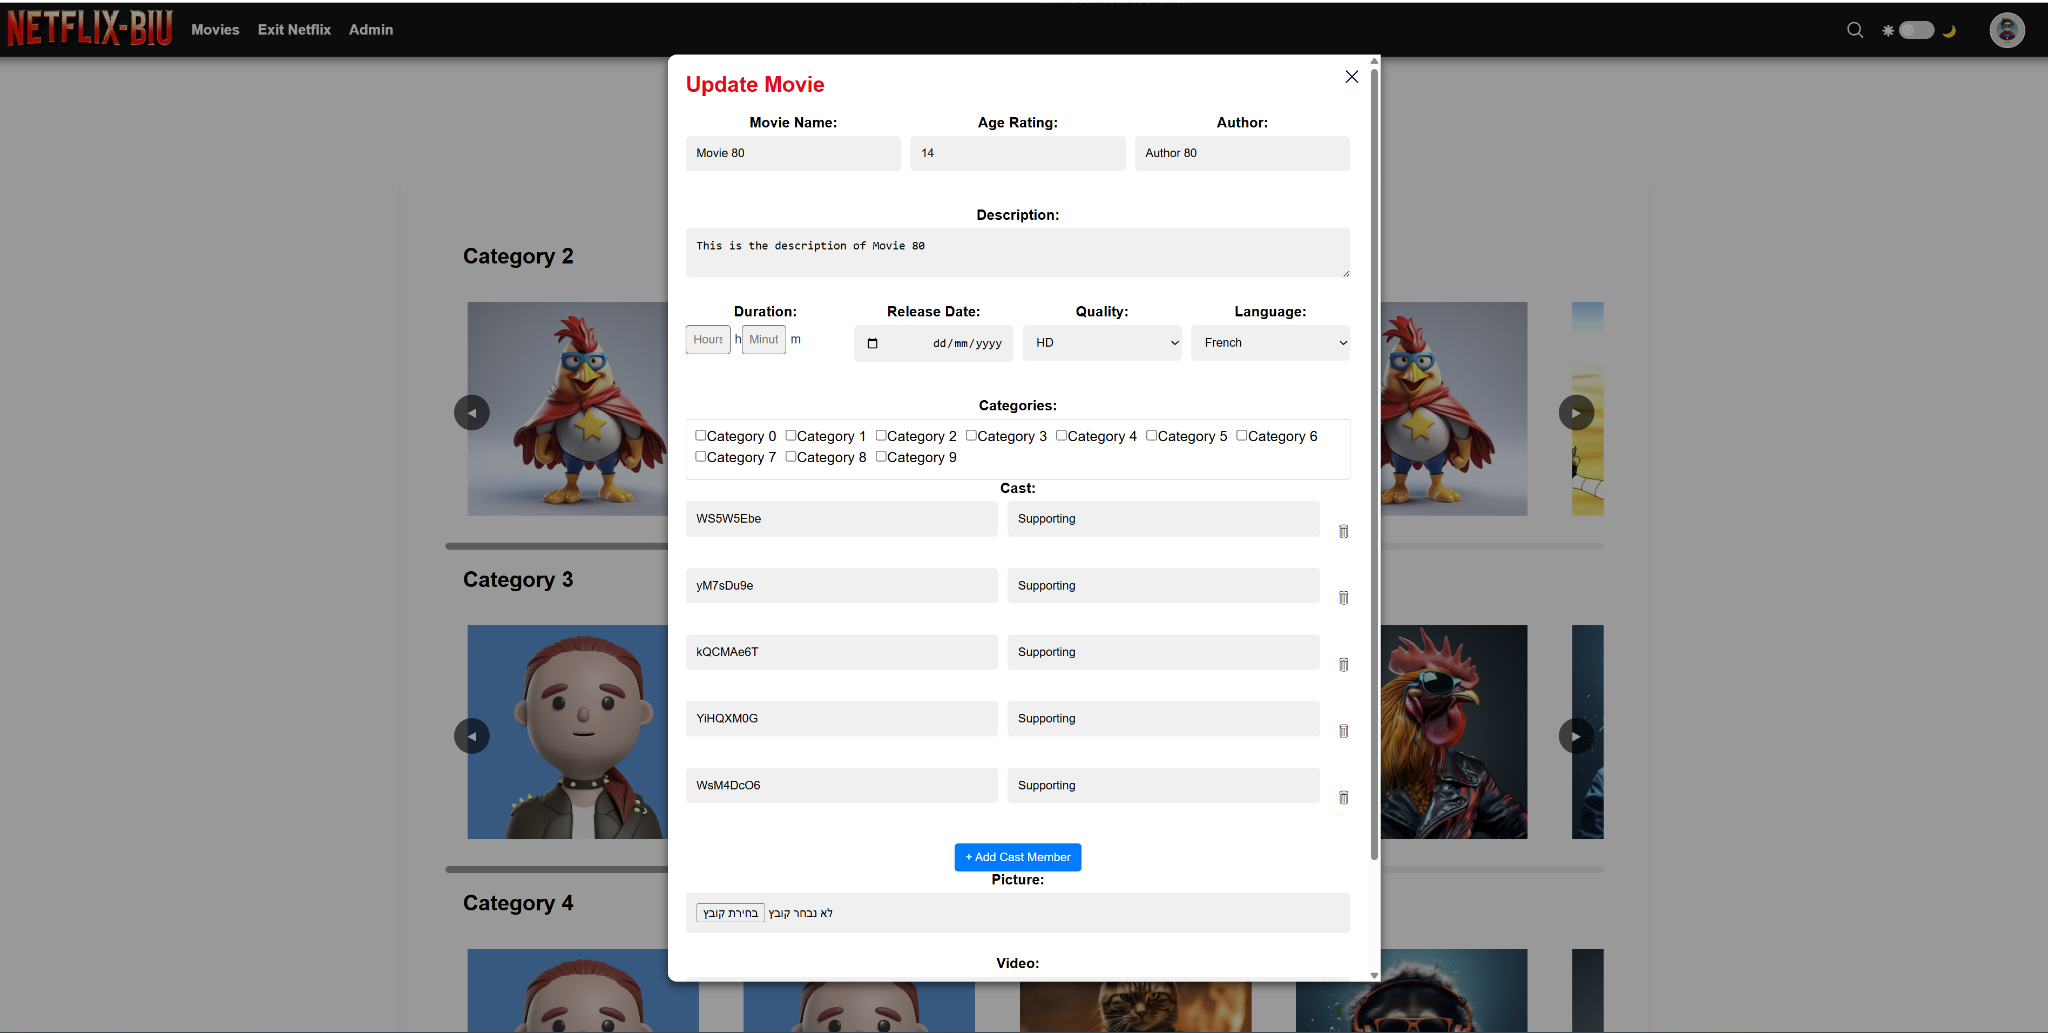 NETFLIX-BIU Movies Exit Netflix Admin
Update Movie
Movie Name: Age Rating: Author:
Movie 80 14 Author 80
Description:
This is the description of Movie 80
Duration: Release Date: Quality: Language:
Hours h Minut m dd/mm/yyyy HD French
Categories:
Category 0 Category 1 Category 2 Category 3 Category 4 Category 5 Category 6
Category 7 Category 8 Category 9
Cast:
WS5W5Ebe Supporting
yM7sDu9e Supporting
kQCMAe6T Supporting
YiHQXM0G Supporting
WsM4DcO6 Supporting
+ Add Cast Member
Picture:
בחירת קובץ לא נבחר קובץ
Video:
Category 2
Category 3
Category 4